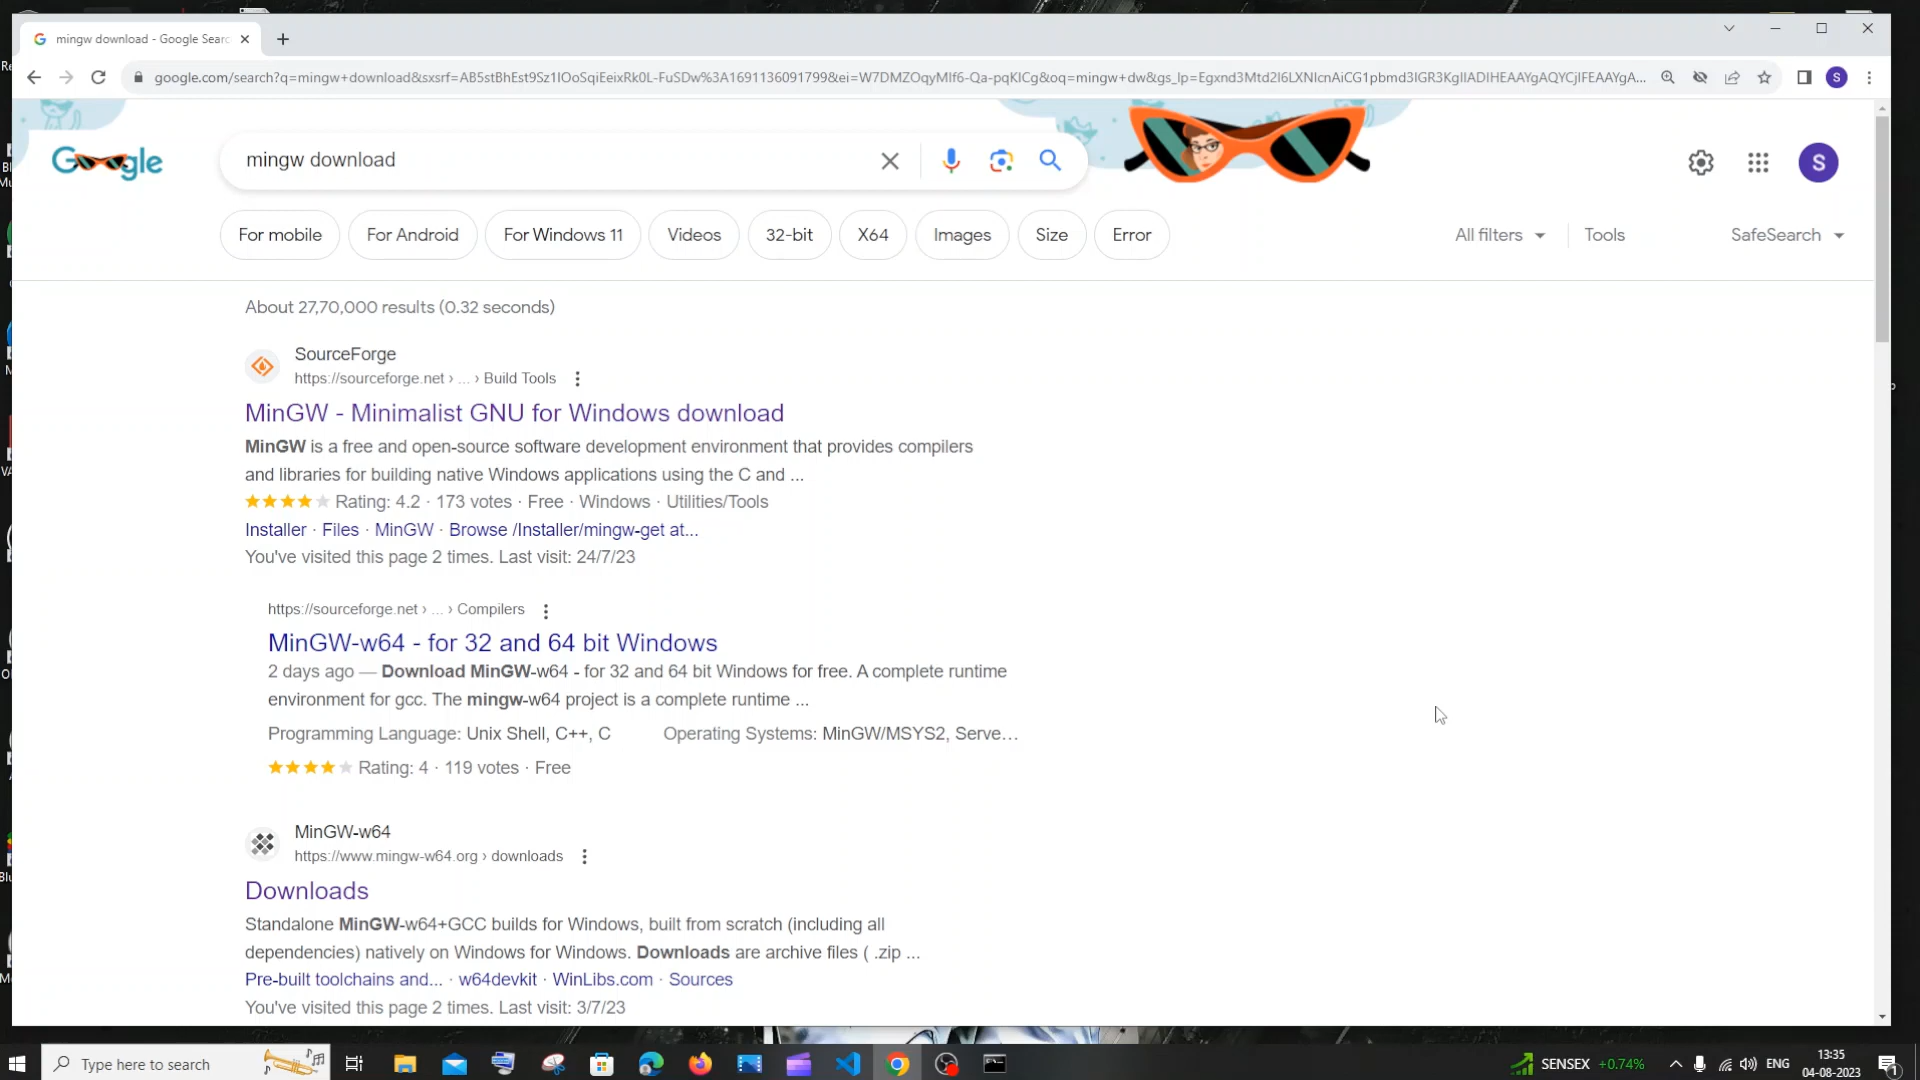 mingw download - Google Searc
google.com/search?q=mingw+download&sxsrf=AB5stBhEst9Sz1IOoSqiEeixRk0L-FuSDw%3A1691136091799&ei=W7DMZOqyMIf6-Qa-pqKICg&oq=mingw+dw&gs_lp=Egxnd3Mtd2l6LXNlcnAiCG1pbmd3IGR3KgIIADIHEAAYgAQYCjIFEAAYgA...
S
Google
mingw download
S
For mobile
For Android
For Windows 11
Videos
32-bit
X64
Images
Size
Error
All filters
Tools
SafeSearch
About 27,70,000 results (0.32 seconds)
SourceForge
https://sourceforge.net › ... › Build Tools
MinGW - Minimalist GNU for Windows download
MinGW is a free and open-source software development environment that provides compilers
and libraries for building native Windows applications using the C and ...
Rating: 4.2 · 173 votes · Free · Windows · Utilities/Tools
Installer · Files · MinGW · Browse /Installer/mingw-get at...
You've visited this page 2 times. Last visit: 24/7/23
https://sourceforge.net › ... › Compilers
MinGW-w64 - for 32 and 64 bit Windows
2 days ago — Download MinGW-w64 - for 32 and 64 bit Windows for free. A complete runtime
environment for gcc. The mingw-w64 project is a complete runtime ...
Programming Language: Unix Shell, C++, C Operating Systems: MinGW/MSYS2, Serve…
Rating: 4 · 119 votes · Free
MinGW-w64
https://www.mingw-w64.org › downloads
Downloads
Standalone MinGW-w64+GCC builds for Windows, built from scratch (including all
dependencies) natively on Windows for Windows. Downloads are archive files ( .zip ...
Pre-built toolchains and... · w64devkit · WinLibs.com · Sources
You've visited this page 2 times. Last visit: 3/7/23
Type here to search
SENSEX +0.74%
ENG
13:35
04-08-2023
1